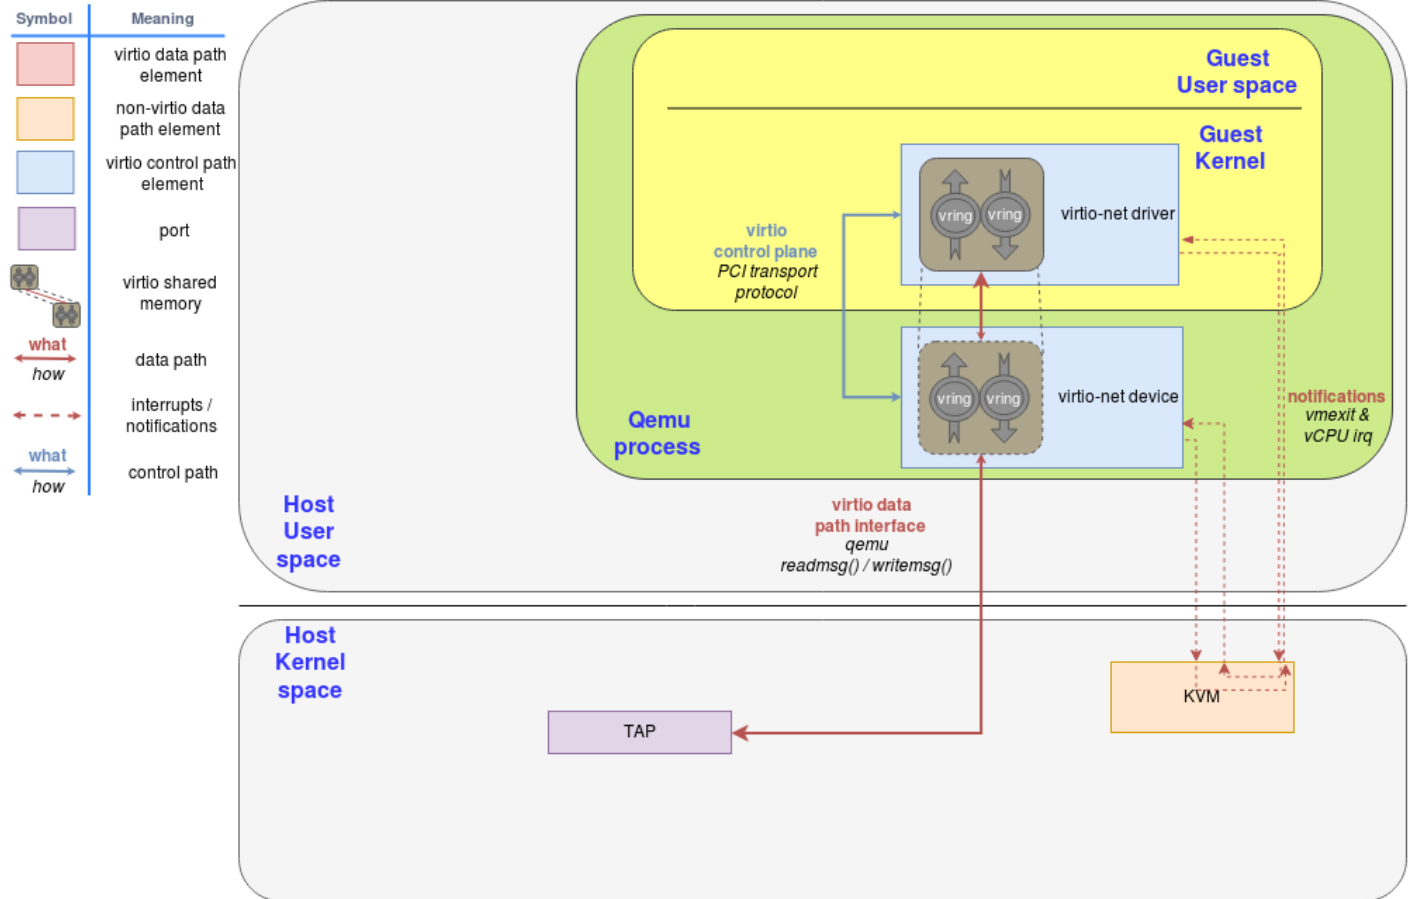 Symbol
Meaning
virtio data path
element
non-virtio data
path element
virtio control path
element
port
virtio shared
memory
what
how
data path
interrupts /
notifications
what
how
control path
Guest
User space
Guest
Kernel
vring
vring
virtio-net driver
virtio
control plane
PCI transport
protocol
vring
vring
virtio-net device
notifications
vmexit &
vCPU irq
Qemu
process
Host
User
space
virtio data
path interface
qemu
readmsg() / writemsg()
Host
Kernel
space
TAP
KVM